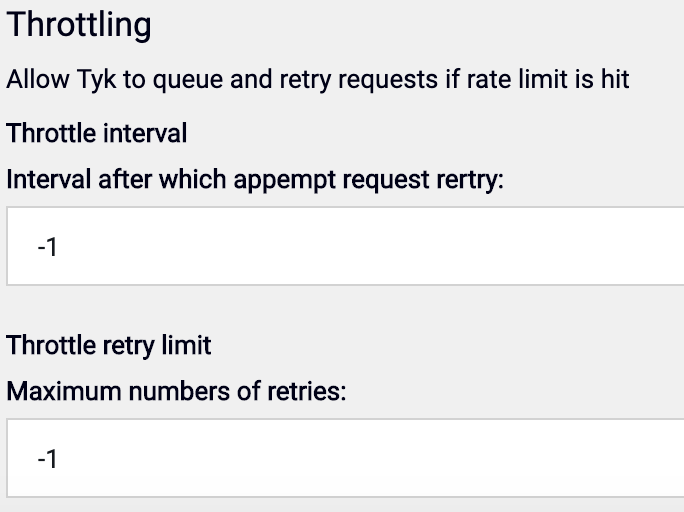 Throttling
Allow Tyk to queue and retry requests if rate limit is hit
Throttle interval
Interval after which appempt request rertry:
-1
Throttle retry limit
Maximum numbers of retries:
-1